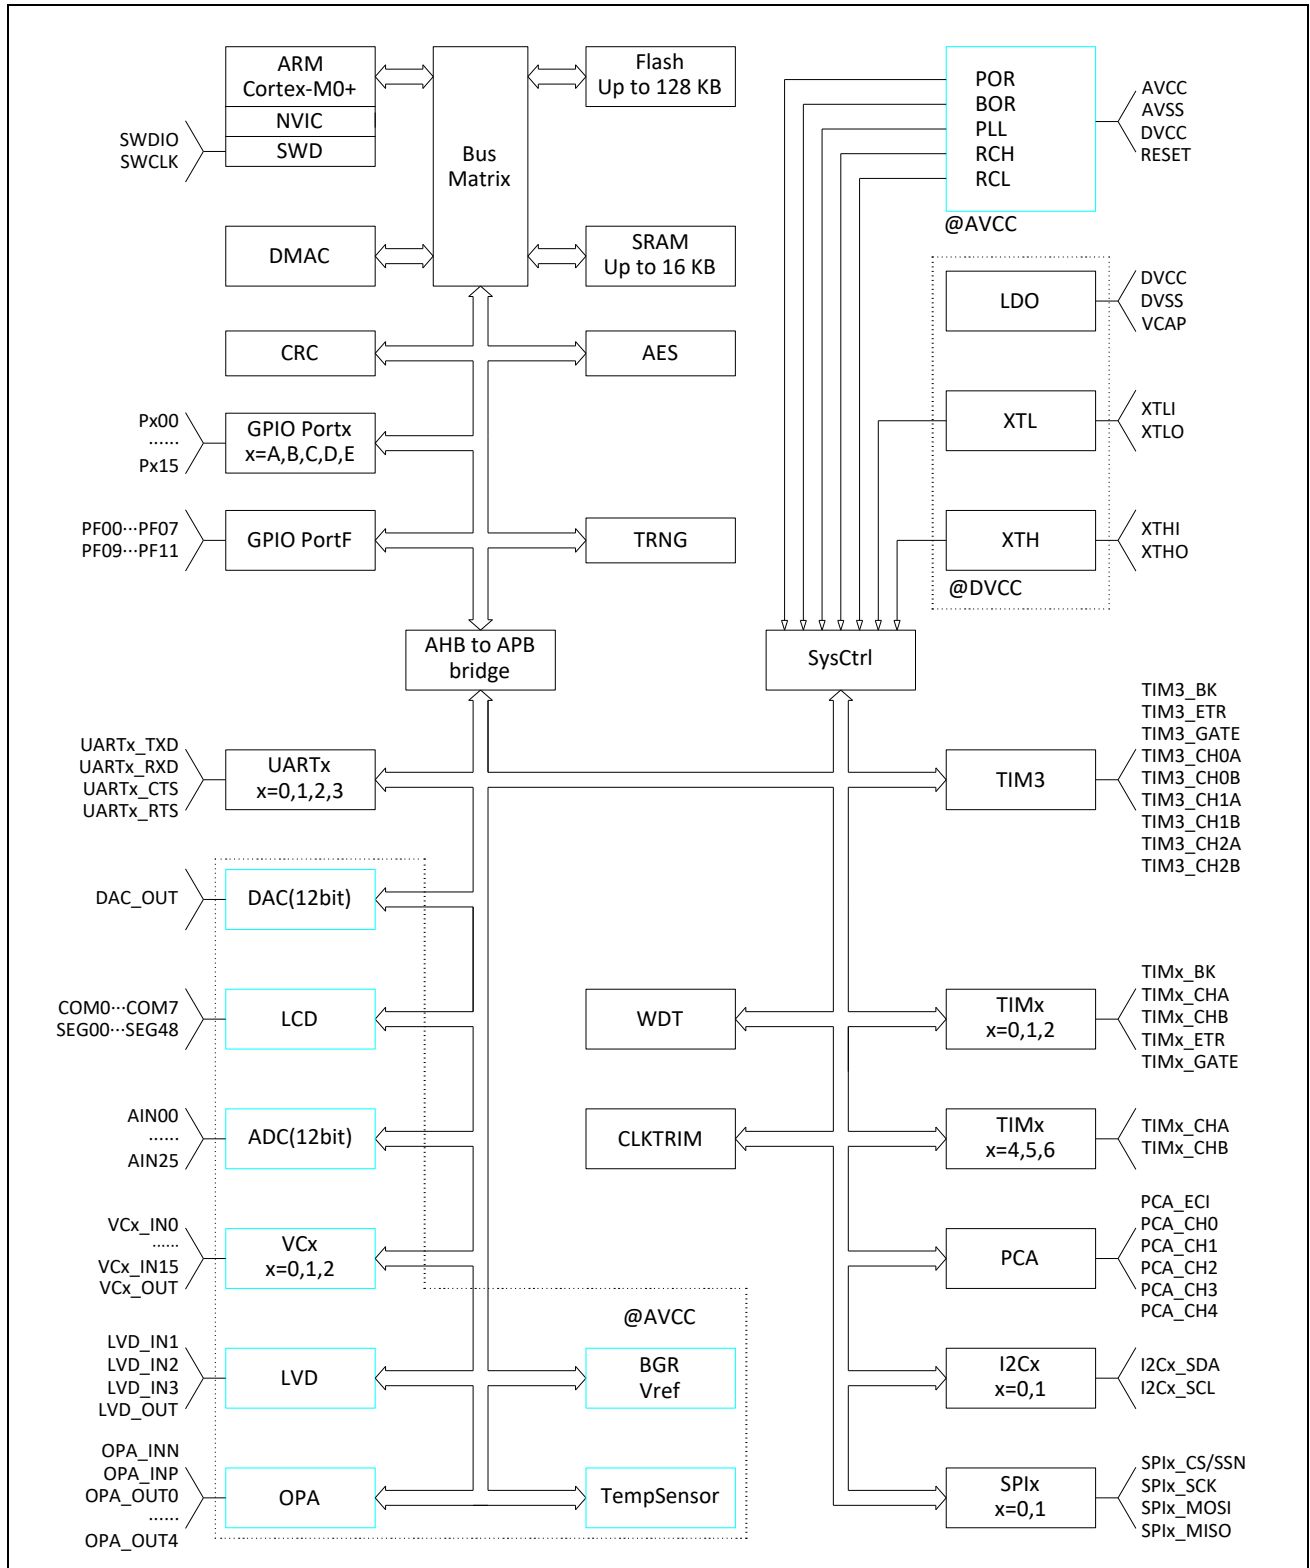 ARM
Cortex-M0+
NVIC
SWD
SWDIO
SWCLK
Bus
Matrix
Flash
Up to 128 KB
DMAC
SRAM
Up to 16 KB
CRC
AES
Px00
······
Px15
GPIO Portx
x=A,B,C,D,E
PF00···PF07
PF09···PF11
GPIO PortF
TRNG
AHB to APB
bridge
POR
BOR
PLL
RCH
RCL
@AVCC
AVCC
AVSS
DVCC
RESET
LDO
DVCC
DVSS
VCAP
XTL
XTLI
XTLO
XTH
XTHI
XTHO
@DVCC
SysCtrl
UARTx_TXD
UARTx_RXD
UARTx_CTS
UARTx_RTS
UARTx
x=0,1,2,3
TIM3
TIM3_BK
TIM3_ETR
TIM3_GATE
TIM3_CH0A
TIM3_CH0B
TIM3_CH1A
TIM3_CH1B
TIM3_CH2A
TIM3_CH2B
DAC_OUT
DAC(12bit)
COM0···COM7
SEG00···SEG48
LCD
WDT
TIMx
x=0,1,2
TIMx_BK
TIMx_CHA
TIMx_CHB
TIMx_ETR
TIMx_GATE
AIN00
······
AIN25
ADC(12bit)
CLKTRIM
TIMx
x=4,5,6
TIMx_CHA
TIMx_CHB
VCx_IN0
······
VCx_IN15
VCx_OUT
VCx
x=0,1,2
PCA
PCA_ECI
PCA_CH0
PCA_CH1
PCA_CH2
PCA_CH3
PCA_CH4
@AVCC
LVD_IN1
LVD_IN2
LVD_IN3
LVD_OUT
LVD
BGR
Vref
I2Cx
x=0,1
I2Cx_SDA
I2Cx_SCL
OPA_INN
OPA_INP
OPA_OUT0
······
OPA_OUT4
OPA
TempSensor
SPIx
x=0,1
SPIx_CS/SSN
SPIx_SCK
SPIx_MOSI
SPIx_MISO